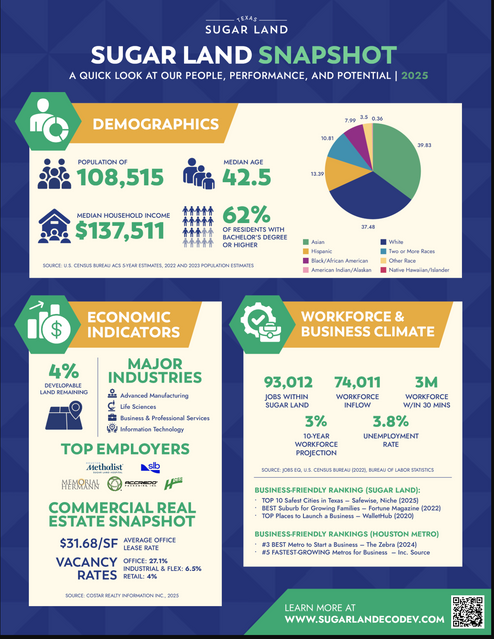 TEXAS
SUGAR LAND
SUGAR LAND SNAPSHOT
A QUICK LOOK AT OUR PEOPLE, PERFORMANCE, AND POTENTIAL | 2025
DEMOGRAPHICS
POPULATION OF
108,515
MEDIAN AGE
42.5
MEDIAN HOUSEHOLD INCOME
$137,511
62%
OF RESIDENTS WITH
BACHELOR'S DEGREE
OR HIGHER
SOURCE: U.S. CENSUS BUREAU ACS 5-YEAR ESTIMATES, 2022 AND 2023 POPULATION ESTIMATES
7.99
3.5
0.36
10.81
39.83
13.39
37.48
Asian
White
Hispanic
Two or More Races
Black/African American
Other Race
American Indian/Alaskan
Native Hawaiian/Islander
ECONOMIC
INDICATORS
4%
DEVELOPABLE
LAND REMAINING
MAJOR
INDUSTRIES
Advanced Manufacturing
Life Sciences
Business & Professional Services
Information Technology
TOP EMPLOYERS
Methodist
slb
MEMORIAL
HERMANN
ACCREDO
COMMERCIAL REAL
ESTATE SNAPSHOT
$31.68/SF
AVERAGE OFFICE
LEASE RATE
VACANCY
RATES
OFFICE: 27.1%
INDUSTRIAL & FLEX: 6.5%
RETAIL: 4%
SOURCE: COSTAR REALTY INFORMATION INC., 2025
WORKFORCE &
BUSINESS CLIMATE
93,012
JOBS WITHIN
SUGAR LAND
74,011
WORKFORCE
INFLOW
3M
WORKFORCE
W/IN 30 MINS
3%
10-YEAR
WORKFORCE
PROJECTION
3.8%
UNEMPLOYMENT
RATE
SOURCE: JOBS EQ, U.S. CENSUS BUREAU (2022), BUREAU OF LABOR STATISTICS
BUSINESS-FRIENDLY RANKING (SUGAR LAND):
• TOP 10 Safest Cities in Texas – Safewise, Niche (2025)
• BEST Suburb for Growing Families – Fortune Magazine (2022)
• TOP Places to Launch a Business – WalletHub (2020)
BUSINESS-FRIENDLY RANKINGS (HOUSTON METRO)
• #3 BEST Metro to Start a Business – The Zebra (2024)
• #5 FASTEST-GROWING Metros for Business – Inc. Source
LEARN MORE AT
WWW.SUGARLANDECODEV.COM